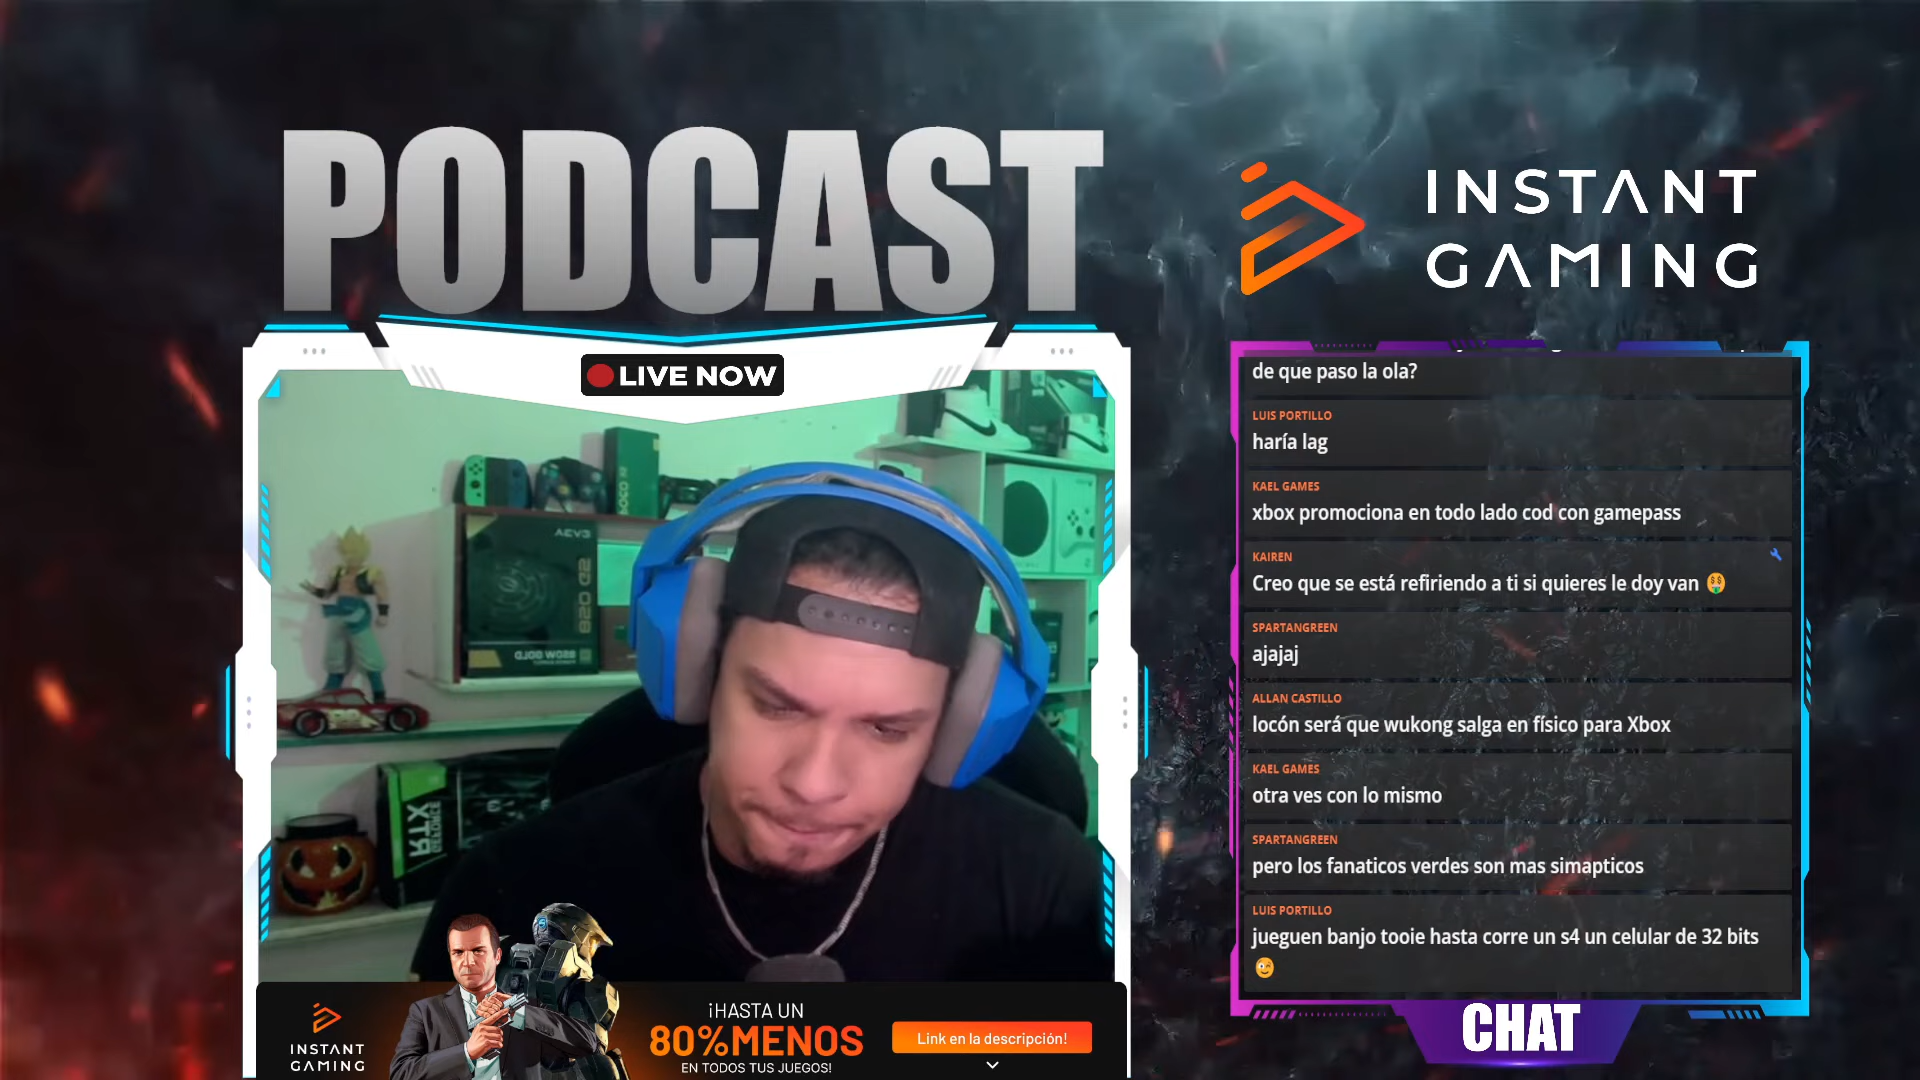 PODCAST
LIVE NOW
INSTANT
GAMING
de que paso la ola?
LUIS PORTILLO
haría lag
KAEL GAMES
xbox promociona en todo lado cod con gamepass
KAIREN
Creo que se está refiriendo a ti si quieres le doy van 🤑
SPARTANGREEN
ajajaj
ALLAN CASTILLO
locón será que wukong salga en físico para Xbox
KAEL GAMES
otra ves con lo mismo
SPARTANGREEN
pero los fanaticos verdes son mas simapticos
LUIS PORTILLO
jueguen banjo tooie hasta corre un s4 un celular de 32 bits
😉
CHAT
INSTANT
GAMING
¡HASTA UN
80%MENOS
EN TODOS TUS JUEGOS!
Link en la descripción!